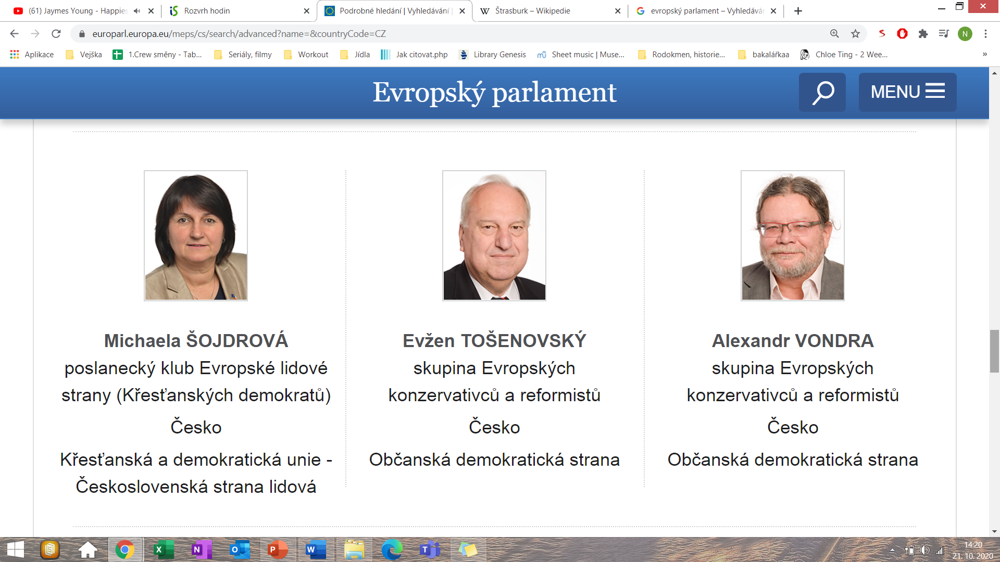 (61) Jaymes Young - Happies
Rozvrh hodin
Podrobné hledání | Vyhledávání |
Štrasburk – Wikipedie
evropský parlament – Vyhledáván
europarl.europa.eu/meps/cs/search/advanced?name=&countryCode=CZ
N
Aplikace
Vejška
1.Crew směny - Tab...
Seriály, filmy
Workout
Jídla
Jak citovat.php
Library Genesis
Sheet music | Muse...
Rodokmen, historie...
bakalářkaa
Chloe Ting - 2 Wee...
»
Evropský parlament
MENU
Michaela ŠOJDROVÁ
poslanecký klub Evropské lidové
strany (Křesťanských demokratů)
Česko
Křesťanská a demokratická unie -
Československá strana lidová
Evžen TOŠENOVSKÝ
skupina Evropských
konzervativců a reformistů
Česko
Občanská demokratická strana
Alexandr VONDRA
skupina Evropských
konzervativců a reformistů
Česko
Občanská demokratická strana
14:20
21. 10. 2020